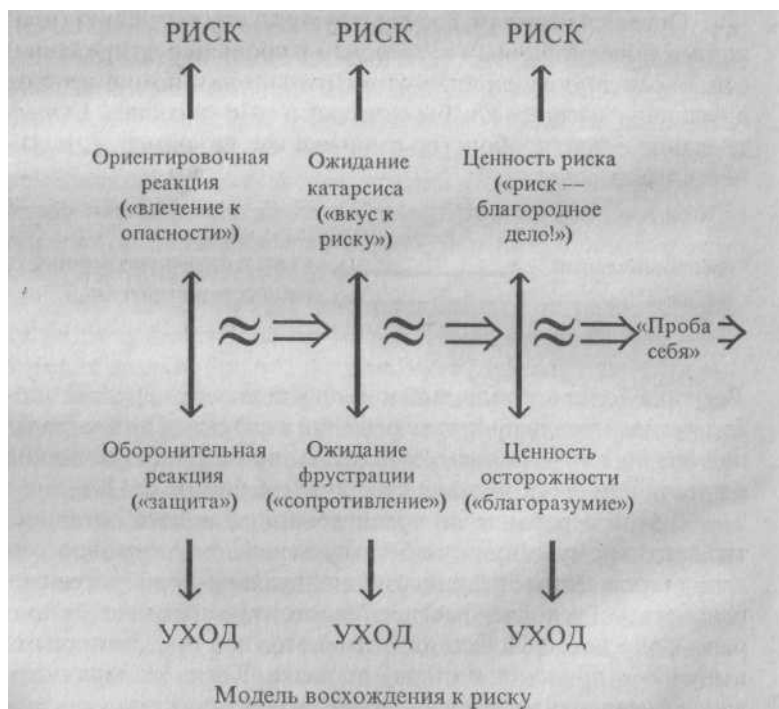 РИСК РИСК РИСК
Ориентировочная
реакция
(«влечение к
опасности»)
Ожидание
катарсиса
(«вкус к
риску»)
Ценность риска
(«риск —
благородное
дело!»)
≈ ⇒ ≈ ⇒ ≈ ⇒ «Проба ⇒
себя»
Оборонительная
реакция
(«защита»)
Ожидание
фрустрации
(«сопротивление»)
Ценность
осторожности
(«благоразумие»)
УХОД УХОД УХОД
Модель восхождения к риску